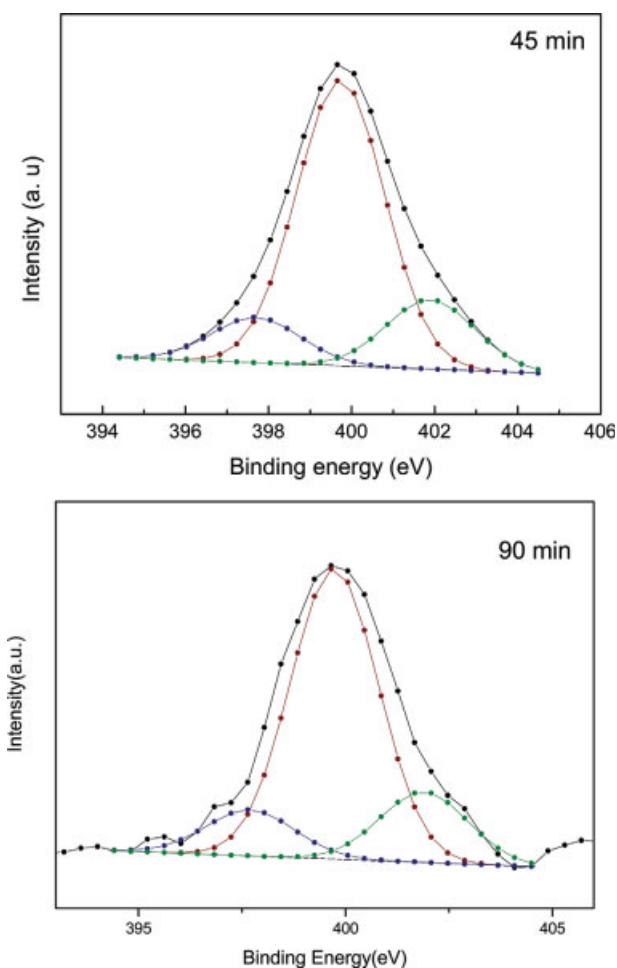 45 min
Intensity (a. u)
394 396 398 400 402 404 406
Binding energy (eV)
90 min
Intensity(a.u.)
395 400 405
Binding Energy(eV)